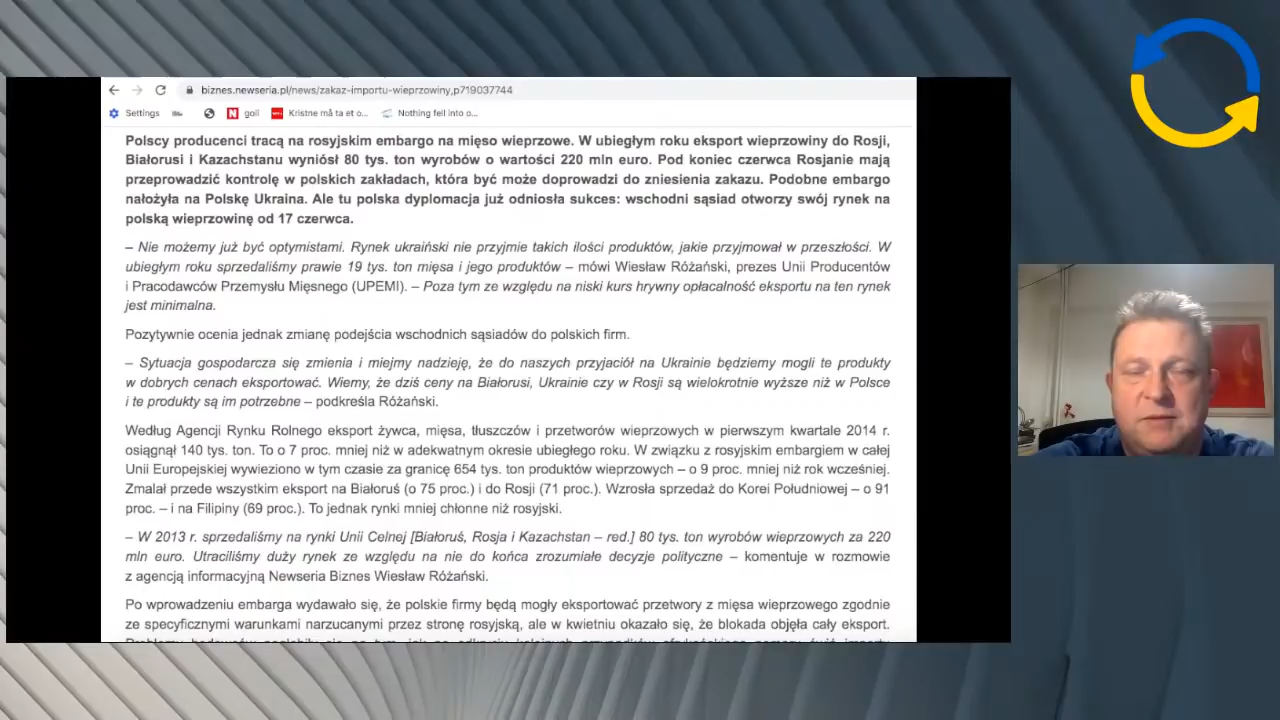 biznes.newseria.pl/news/zakaz-importu-wieprzowiny,p719037744
Settings
goil
Kristne må ta et o...
Nothing fell into o...
Polscy producenci tracą na rosyjskim embargo na mięso wieprzowe. W ubiegłym roku eksport wieprzowiny do Rosji,
Białorusi i Kazachstanu wyniósł 80 tys. ton wyrobów o wartości 220 mln euro. Pod koniec czerwca Rosjanie mają
przeprowadzić kontrolę w polskich zakładach, która być może doprowadzi do zniesienia zakazu. Podobne embargo
nałożyła na Polskę Ukraina. Ale tu polska dyplomacja już odniosła sukces: wschodni sąsiad otworzy swój rynek na
polską wieprzowinę od 17 czerwca.
– Nie możemy już być optymistami. Rynek ukraiński nie przyjmie takich ilości produktów, jakie przyjmował w przeszłości. W
ubiegłym roku sprzedaliśmy prawie 19 tys. ton mięsa i jego produktów – mówi Wiesław Różański, prezes Unii Producentów
i Pracodawców Przemysłu Mięsnego (UPEMI). – Poza tym ze względu na niski kurs hrywny opłacalność eksportu na ten rynek
jest minimalna.
Pozytywnie ocenia jednak zmianę podejścia wschodnich sąsiadów do polskich firm.
– Sytuacja gospodarcza się zmienia i miejmy nadzieję, że do naszych przyjaciół na Ukrainie będziemy mogli te produkty
w dobrych cenach eksportować. Wiemy, że dziś ceny na Białorusi, Ukrainie czy w Rosji są wielokrotnie wyższe niż w Polsce
i te produkty są im potrzebne – podkreśla Różański.
Według Agencji Rynku Rolnego eksport żywca, mięsa, tłuszczów i przetworów wieprzowych w pierwszym kwartale 2014 r.
osiągnął 140 tys. ton. To o 7 proc. mniej niż w adekwatnym okresie ubiegłego roku. W związku z rosyjskim embargiem w całej
Unii Europejskiej wywieziono w tym czasie za granicę 654 tys. ton produktów wieprzowych – o 9 proc. mniej niż rok wcześniej.
Zmalał przede wszystkim eksport na Białoruś (o 75 proc.) i do Rosji (71 proc.). Wzrosła sprzedaż do Korei Południowej – o 91
proc. – i na Filipiny (69 proc.). To jednak rynki mniej chłonne niż rosyjski.
– W 2013 r. sprzedaliśmy na rynki Unii Celnej [Białoruś, Rosja i Kazachstan – red.] 80 tys. ton wyrobów wieprzowych za 220
mln euro. Utraciliśmy duży rynek ze względu na nie do końca zrozumiałe decyzje polityczne – komentuje w rozmowie
z agencją informacyjną Newseria Biznes Wiesław Różański.
Po wprowadzeniu embarga wydawało się, że polskie firmy będą mogły eksportować przetwory z mięsa wieprzowego zgodnie
ze specyficznymi warunkami narzucanymi przez stronę rosyjską, ale w kwietniu okazało się, że blokada objęła cały eksport.